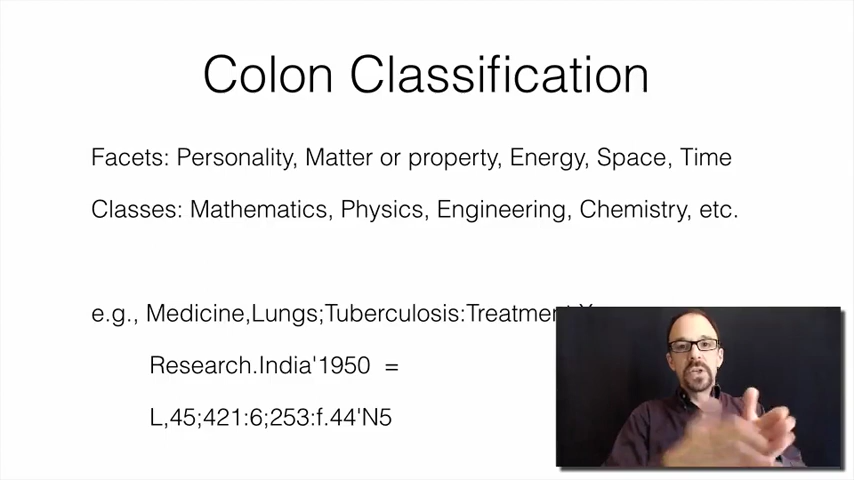 Colon Classification
Facets: Personality, Matter or property, Energy, Space, Time
Classes: Mathematics, Physics, Engineering, Chemistry, etc.
e.g., Medicine,Lungs;Tuberculosis:Treatment
Research.India'1950 =
L,45;421:6;253:f.44'N5